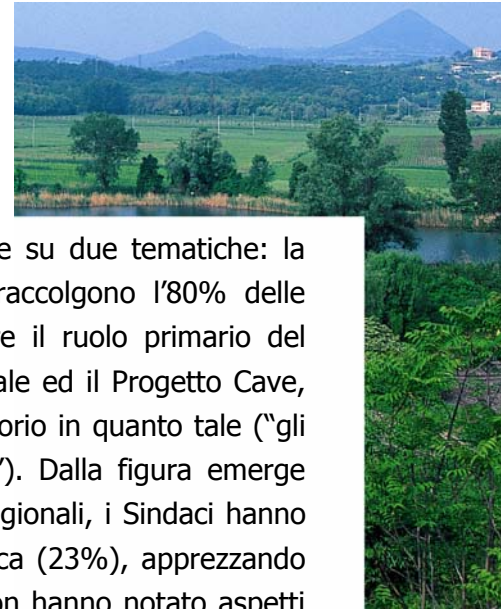 e su due tematiche: la
raccolgono l'80% delle
e il ruolo primario del
ale ed il Progetto Cave,
orio in quanto tale ("gli
"). Dalla figura emerge
gionali, i Sindaci hanno
ca (23%), apprezzando
on hanno notato aspetti